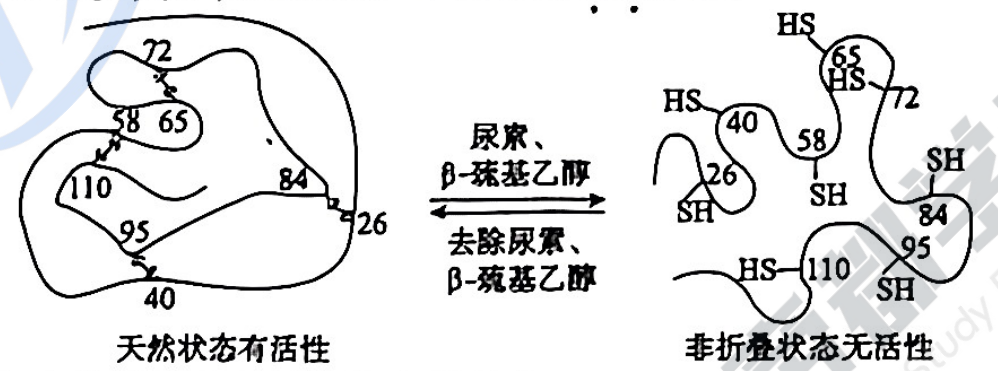 72
58 65
110
84
26
95
40
天然状态有活性
尿素、
β-巯基乙醇
去除尿素、
β-巯基乙醇
HS
65
HS
72
HS
40
58
SH
26
SH
SH
84
95
SH
HS
110
非折叠状态无活性